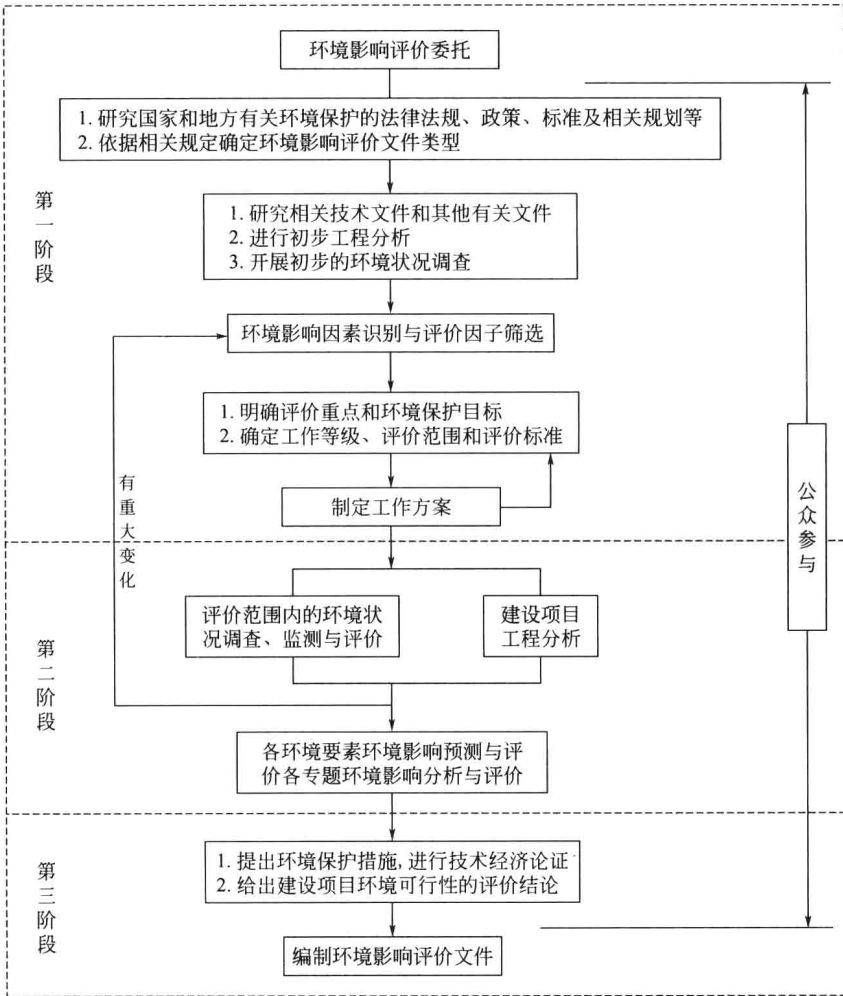 环境影响评价委托
1. 研究国家和地方有关环境保护的法律法规、政策、标准及相关规划等
2. 依据相关规定确定环境影响评价文件类型
第一阶段
1. 研究相关技术文件和其他有关文件
2. 进行初步工程分析
3. 开展初步的环境状况调查
环境影响因素识别与评价因子筛选
1. 明确评价重点和环境保护目标
2. 确定工作等级、评价范围和评价标准
制定工作方案
有重大变化
公众参与
第二阶段
评价范围内的环境状
况调查、监测与评价
建设项目
工程分析
各环境要素环境影响预测与评
价各专题环境影响分析与评价
第三阶段
1. 提出环境保护措施,进行技术经济论证
2. 给出建设项目环境可行性的评价结论
编制环境影响评价文件